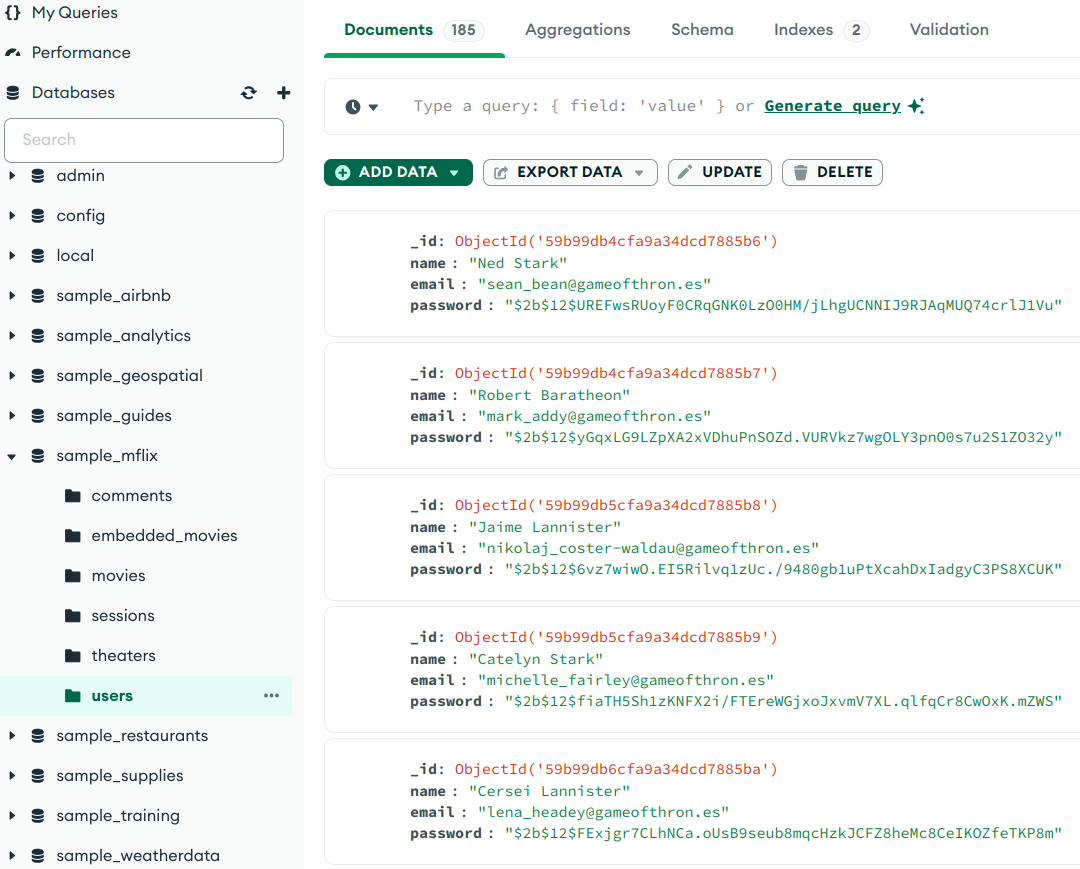 My Queries
Performance
Databases
Search
admin
config
local
sample_airbnb
sample_analytics
sample_geospatial
sample_guides
sample_mflix
comments
embedded_movies
movies
sessions
theaters
users
sample_restaurants
sample_supplies
sample_training
sample_weatherdata
Documents 185 Aggregations Schema Indexes 2 Validation
Type a query: { field: 'value' } or Generate query
ADD DATA EXPORT DATA UPDATE DELETE
_id: ObjectId('59b99db4cfa9a34dcd7885b6')
name : "Ned Stark"
email : "sean_bean@gameofthron.es"
password : "$2b$12$UREFwsRUoyF0CRqGNK0LzO0HM/jLhgUCNNIJ9RJAqMUQ74crlJ1Vu"
_id: ObjectId('59b99db4cfa9a34dcd7885b7')
name : "Robert Baratheon"
email : "mark_addy@gameofthron.es"
password : "$2b$12$yGqxLG9LZpXA2xVDhuPnSOZd.VURVkz7wgOLY3pnO0s7u2S1ZO32y"
_id: ObjectId('59b99db5cfa9a34dcd7885b8')
name : "Jaime Lannister"
email : "nikolaj_coster-waldau@gameofthron.es"
password : "$2b$12$6vz7wiwO.EI5Rilvq1zUc./9480gb1uPtXcahDxIadgyC3PS8XCUK"
_id: ObjectId('59b99db5cfa9a34dcd7885b9')
name : "Catelyn Stark"
email : "michelle_fairley@gameofthron.es"
password : "$2b$12$fiaTH5Sh1zKNFX2i/FTEreWGjxoJxvmV7XL.qlfqCr8CwOxK.mZWS"
_id: ObjectId('59b99db6cfa9a34dcd7885ba')
name : "Cersei Lannister"
email : "lena_headey@gameofthron.es"
password : "$2b$12$FExjgr7CLhNCa.oUsB9seub8mqcHzkJCFZ8heMc8CeIKOZfeTKP8m"